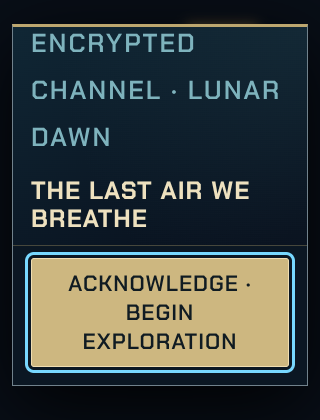 ENCRYPTED
CHANNEL · LUNAR
DAWN
THE LAST AIR WE
BREATHE
ACKNOWLEDGE ·
BEGIN
EXPLORATION